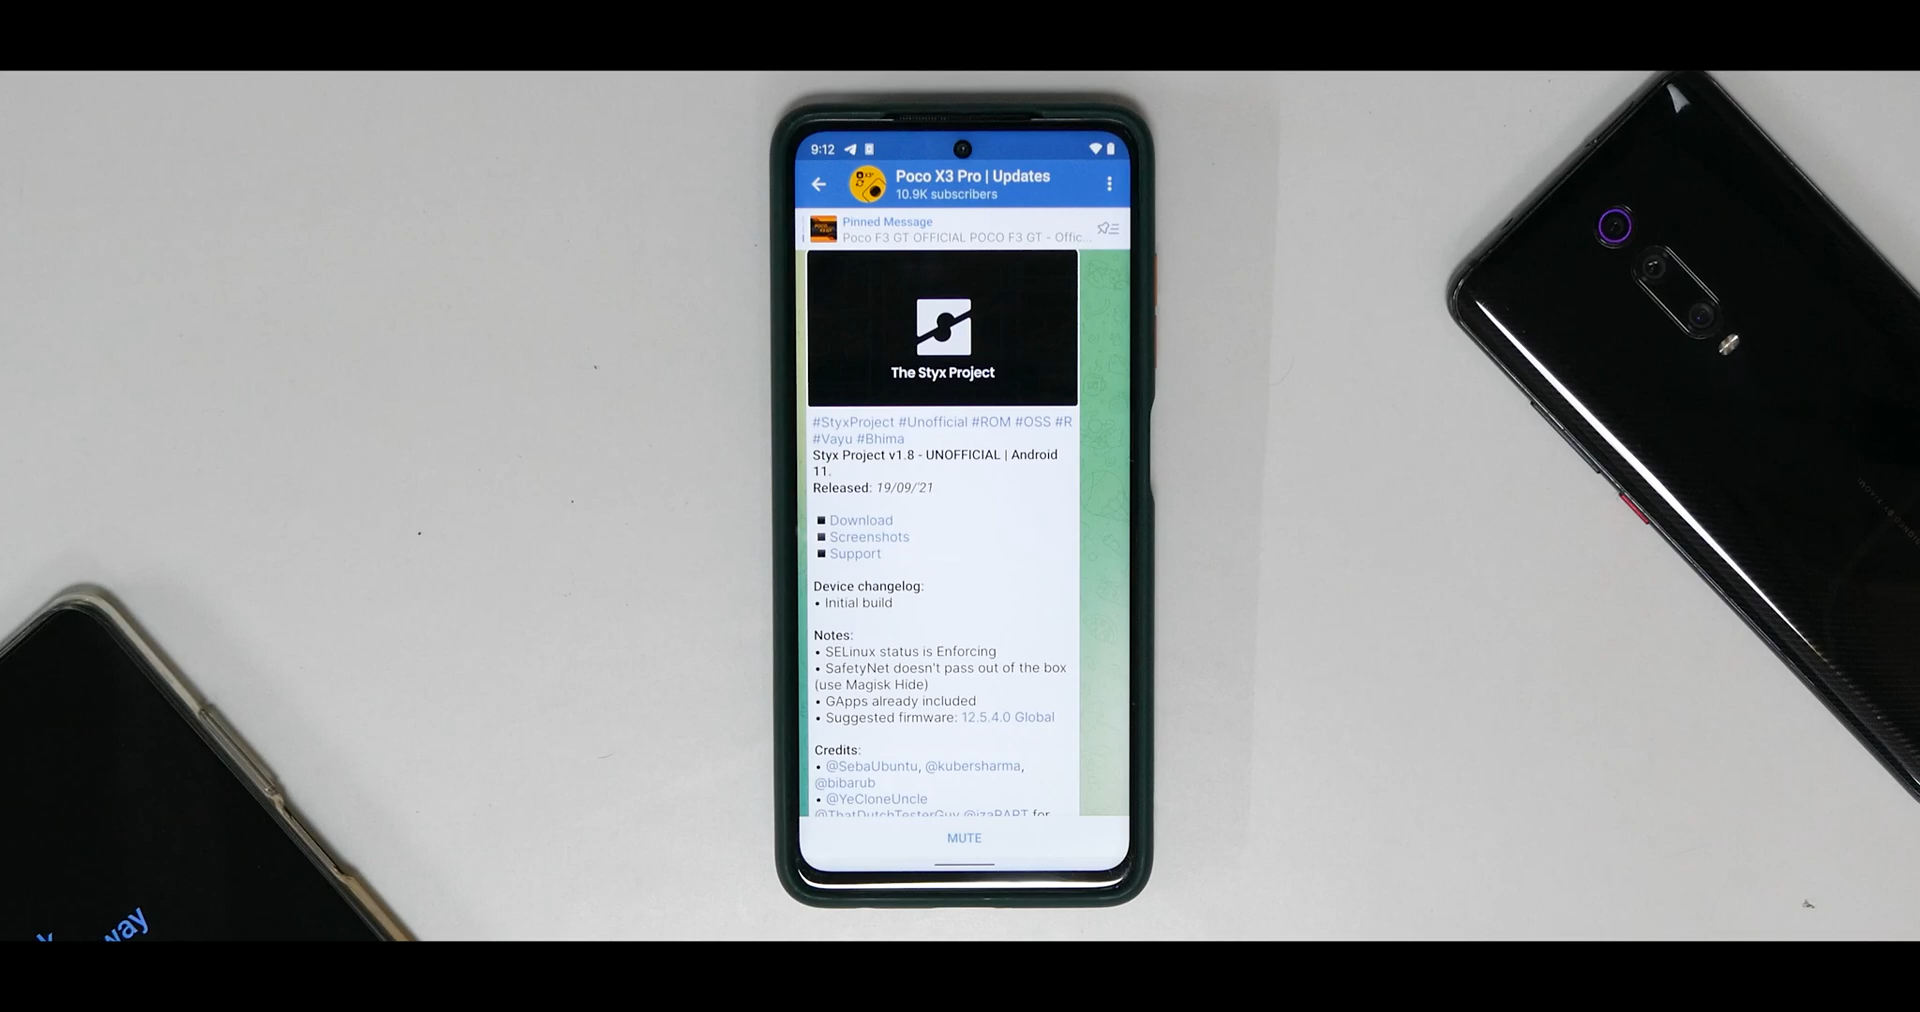 9:12
Poco X3 Pro | Updates
10.9K subscribers
Pinned Message
Poco F3 GT OFFICIAL POCO F3 GT - Offic...
The Styx Project
#StyxProject #Unofficial #ROM #OSS #R
#Vayu #Bhima
Styx Project v1.8 - UNOFFICIAL | Android
11.
Released: 19/09/'21
Download
Screenshots
Support
Device changelog:
• Initial build
Notes:
• SELinux status is Enforcing
• SafetyNet doesn't pass out of the box
(use Magisk Hide)
• GApps already included
• Suggested firmware: 12.5.4.0 Global
Credits:
• @SebaUbuntu, @kubersharma,
@bibarub
• @YeCloneUncle
@ThatDutchTesterGuy @izaRART for
MUTE
way